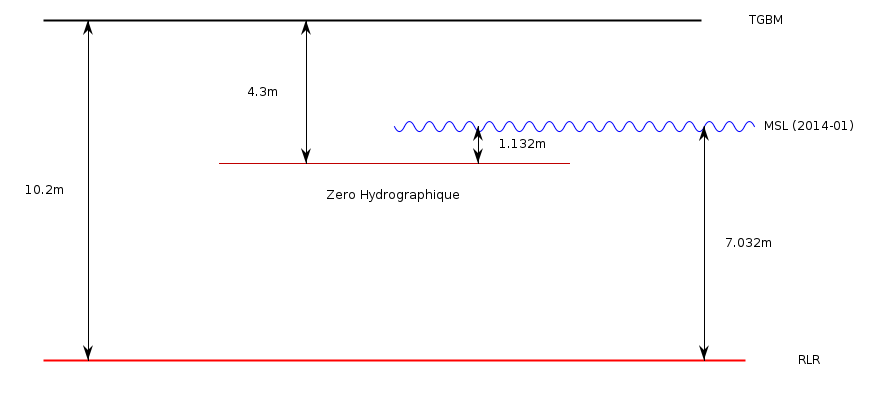 TGBM
4.3m
MSL (2014-01)
1.132m
10.2m
Zero Hydrographique
7.032m
RLR